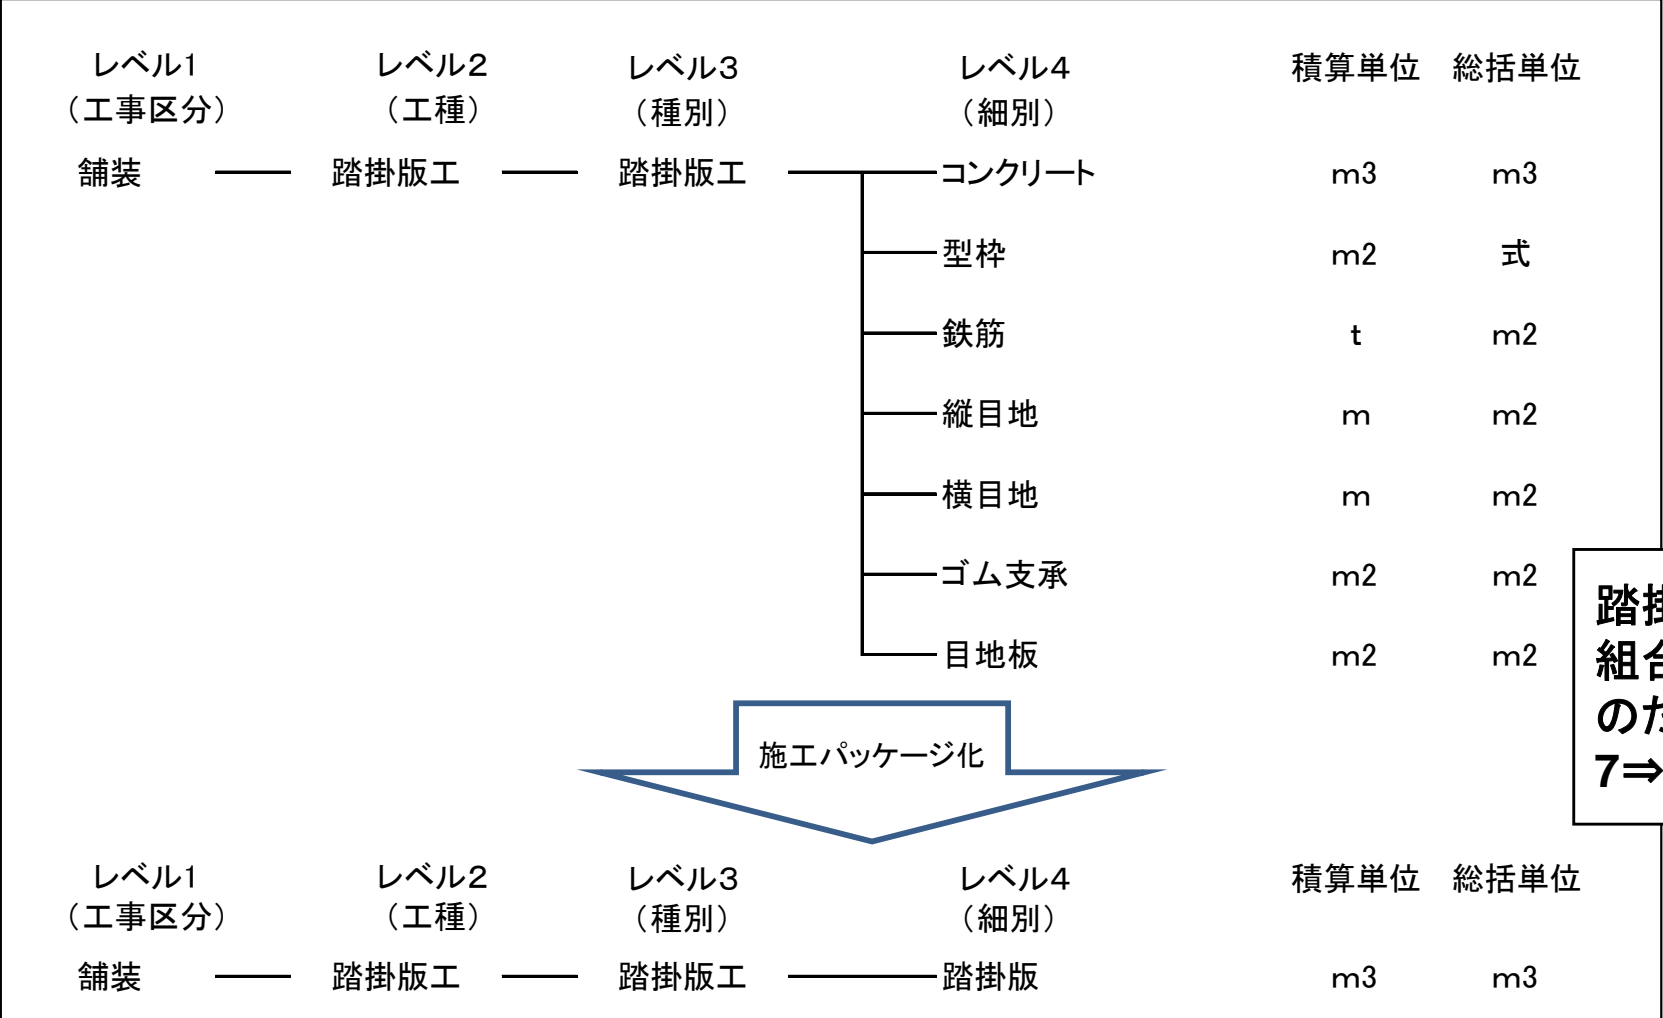 レベル1 レベル2 レベル3 レベル4 積算単位 総括単位
（工事区分） （工種） （種別） （細別）
舗装 踏掛版工 踏掛版工 コンクリート m3 m3
型枠 m2 式
鉄筋 t m2
縦目地 m m2
横目地 m m2
ゴム支承 m2 m2
目地板 m2 m2
踏
組
の
7⇒
施工パッケージ化
レベル1 レベル2 レベル3 レベル4 積算単位 総括単位
（工事区分） （工種） （種別） （細別）
舗装 踏掛版工 踏掛版工 踏掛版 m3 m3